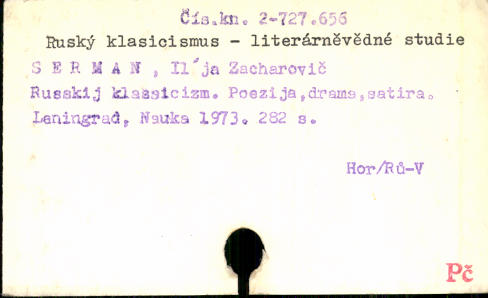 Čís.kn. 2-727.656
Ruský klasicismus - literárněvědné studie
S E R M A N , Il´ja Zacharovič
Russkij klassicizm. Poezija,drama,satira.
Leningrad, Nauka 1973. 282 s.
Hor/Rů-V
Pč